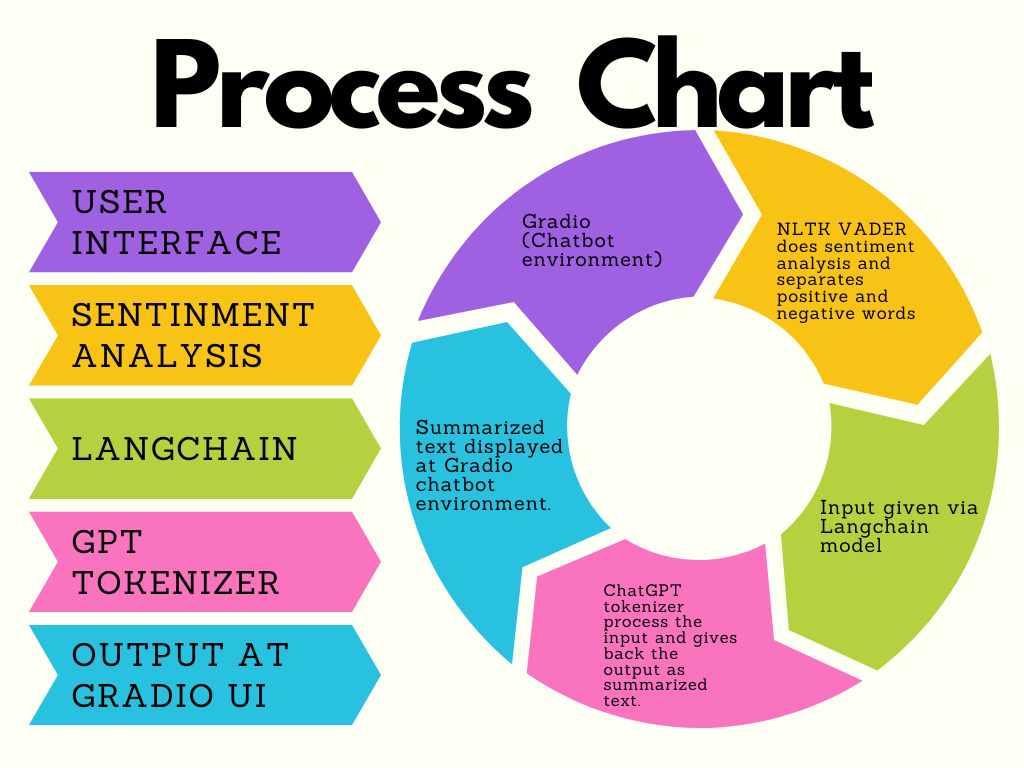 Process Chart
USER
INTERFACE
SENTINMENT
ANALYSIS
LANGCHAIN
GPT
TOKENIZER
OUTPUT AT
GRADIO UI
Gradio
(Chatbot
environment)
NLTK VADER
does sentiment
analysis and
separates
positive and
negative words
Input given via
Langchain
model
ChatGPT
tokenizer
process the
input and gives
back the
output as
summarized
text.
Summarized
text displayed
at Gradio
chatbot
environment.